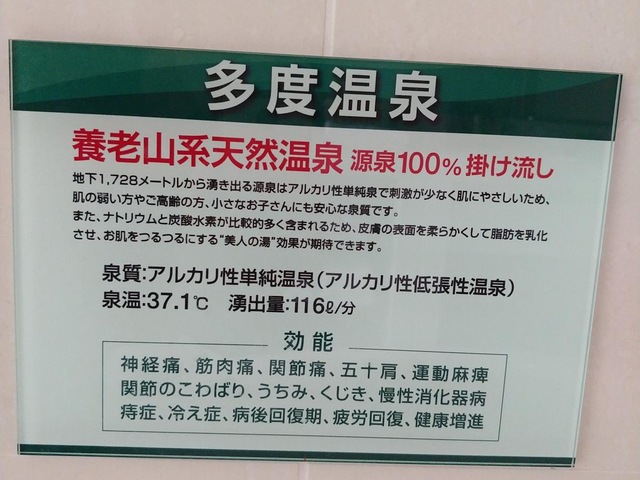 多度温泉
養老山系天然温泉 源泉100%掛け流し
地下1,728メートルから湧き出る源泉はアルカリ性単純泉で刺激が少なく肌にやさしいため、
肌の弱い方やご高齢の方、小さなお子さんにも安心な泉質です。
また、ナトリウムと炭酸水素が比較的多く含まれるため、皮膚の表面を柔らかくして脂肪を乳化
させ、お肌をつるつるにする“美人の湯”効果が期待できます。
泉質:アルカリ性単純温泉(アルカリ性低張性温泉)
泉温:37.1℃ 湧出量:116ℓ/分
効能
神経痛、筋肉痛、関節痛、五十肩、運動麻痺
関節のこわばり、うちみ、くじき、慢性消化器病
痔症、冷え症、病後回復期、疲労回復、健康増進